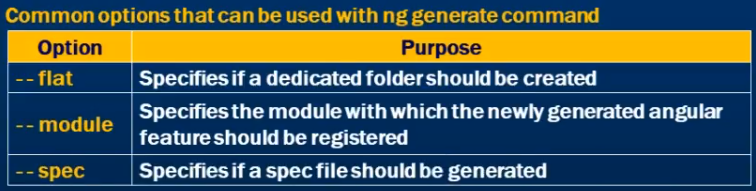 Common options that can be used with ng generate command
Option Purpose
--flat Specifies if a dedicated folder should be created
--module Specifies the module with which the newly generated angular
feature should be registered
--spec Specifies if a spec file should be generated